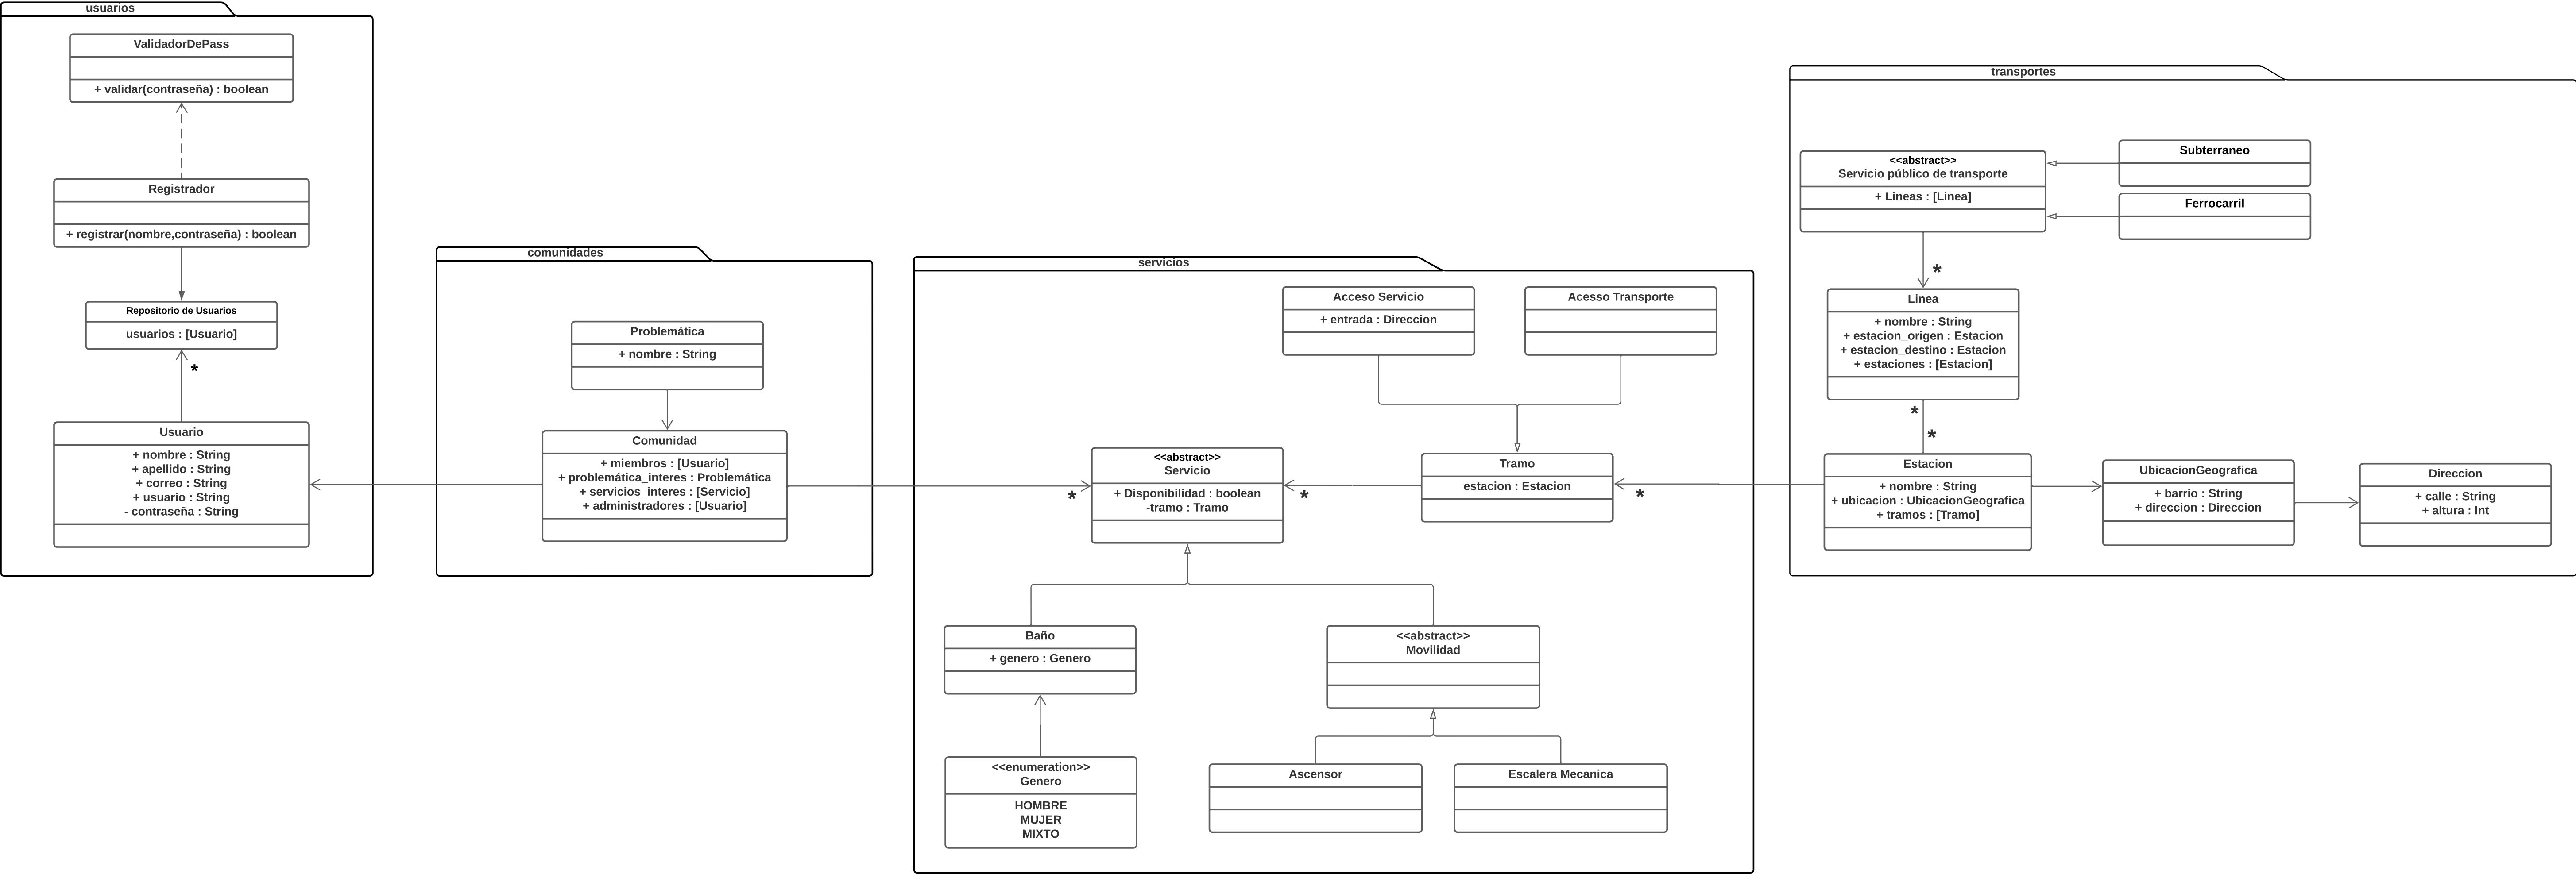 usuarios
ValidadorDePass
+ validar(contraseña) : boolean
Registrador
+ registrar(nombre,contraseña) : boolean
Repositorio de Usuarios
usuarios : [Usuario]
*
Usuario
+ nombre : String
+ apellido : String
+ correo : String
+ usuario : String
- contraseña : String
comunidades
Problemática
+ nombre : String
Comunidad
+ miembros : [Usuario]
+ problemática_interes : Problemática
+ servicios_interes : [Servicio]
+ administradores : [Usuario]
*
servicios
Acceso Servicio
+ entrada : Direccion
Acesso Transporte
<<abstract>>
Servicio
+ Disponibilidad : boolean
-tramo : Tramo
*
Tramo
estacion : Estacion
*
Baño
+ genero : Genero
<<abstract>>
Movilidad
<<enumeration>>
Genero
HOMBRE
MUJER
MIXTO
Ascensor
Escalera Mecanica
transportes
<<abstract>>
Servicio público de transporte
+ Lineas : [Linea]
Subterraneo
Ferrocarril
*
Linea
+ nombre : String
+ estacion_origen : Estacion
+ estacion_destino : Estacion
+ estaciones : [Estacion]
*
*
Estacion
+ nombre : String
+ ubicacion : UbicacionGeografica
+ tramos : [Tramo]
UbicacionGeografica
+ barrio : String
+ direccion : Direccion
Direccion
+ calle : String
+ altura : Int